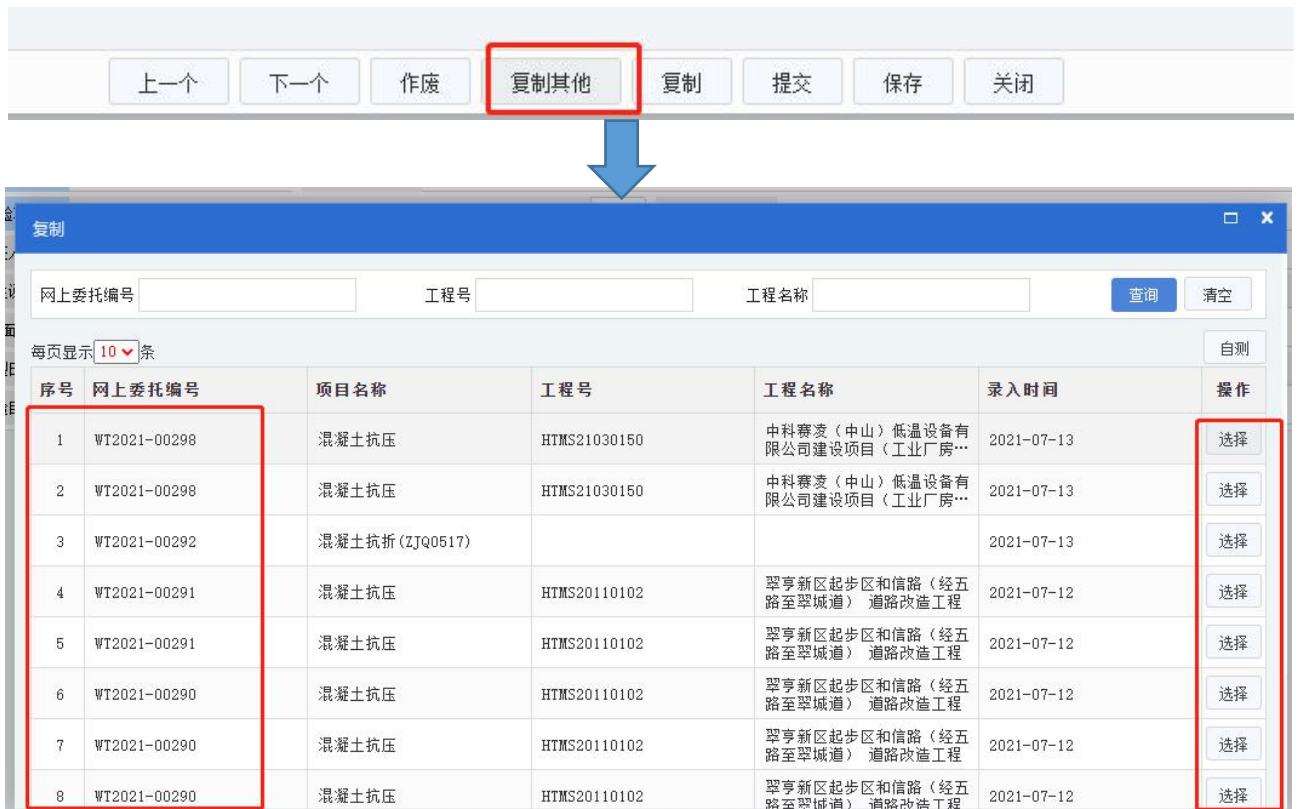 上一个 下一个 作废 复制其他 复制 提交 保存 关闭
复制
网上委托编号 工程号 工程名称 查询 清空
每页显示 10 条 自测
序号 网上委托编号 项目名称 工程号 工程名称 录入时间 操作
1 WT2021-00298 混凝土抗压 HTMS21030150 中科赛凌（中山）低温设备有 2021-07-13 选择
限公司建设项目（工业厂房…
2 WT2021-00298 混凝土抗压 HTMS21030150 中科赛凌（中山）低温设备有 2021-07-13 选择
限公司建设项目（工业厂房…
3 WT2021-00292 混凝土抗折(ZJQ0517) 2021-07-13 选择
4 WT2021-00291 混凝土抗压 HTMS20110102 翠亨新区起步区和信路（经五 2021-07-12 选择
路至翠城道） 道路改造工程
5 WT2021-00291 混凝土抗压 HTMS20110102 翠亨新区起步区和信路（经五 2021-07-12 选择
路至翠城道） 道路改造工程
6 WT2021-00290 混凝土抗压 HTMS20110102 翠亨新区起步区和信路（经五 2021-07-12 选择
路至翠城道） 道路改造工程
7 WT2021-00290 混凝土抗压 HTMS20110102 翠亨新区起步区和信路（经五 2021-07-12 选择
路至翠城道） 道路改造工程
8 WT2021-00290 混凝土抗压 HTMS20110102 翠亨新区起步区和信路（经五 2021-07-12 选择
路至翠城道） 道路改造工程